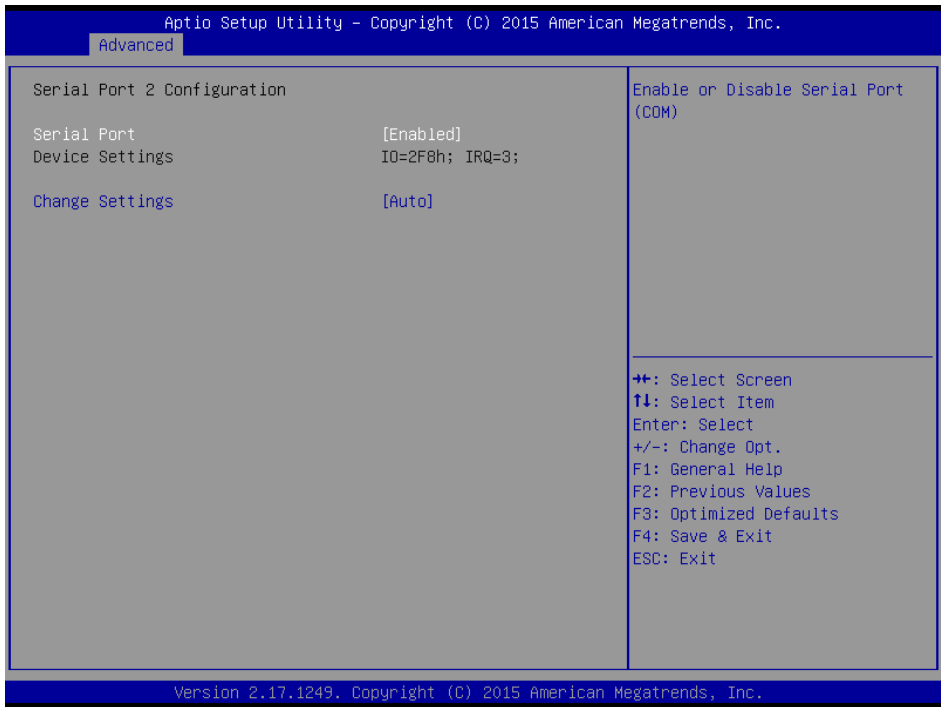 Aptio Setup Utility – Copyright (C) 2015 American Megatrends, Inc.
Advanced
Serial Port 2 Configuration
Serial Port [Enabled]
Device Settings IO=2F8h; IRQ=3;
Change Settings [Auto]
Enable or Disable Serial Port
(COM)
→←: Select Screen
↑↓: Select Item
Enter: Select
+/-: Change Opt.
F1: General Help
F2: Previous Values
F3: Optimized Defaults
F4: Save & Exit
ESC: Exit
Version 2.17.1249. Copyright (C) 2015 American Megatrends, Inc.